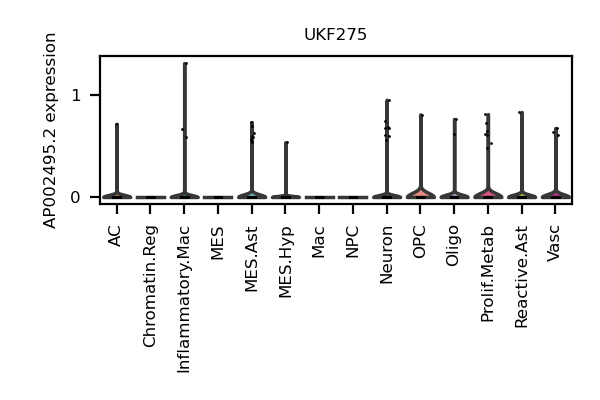 UKF275
AP002495.2 expression
1
0
AC
Chromatin.Reg
Inflammatory.Mac
MES
MES.Ast
MES.Hyp
Mac
NPC
Neuron
OPC
Oligo
Prolif.Metab
Reactive.Ast
Vasc